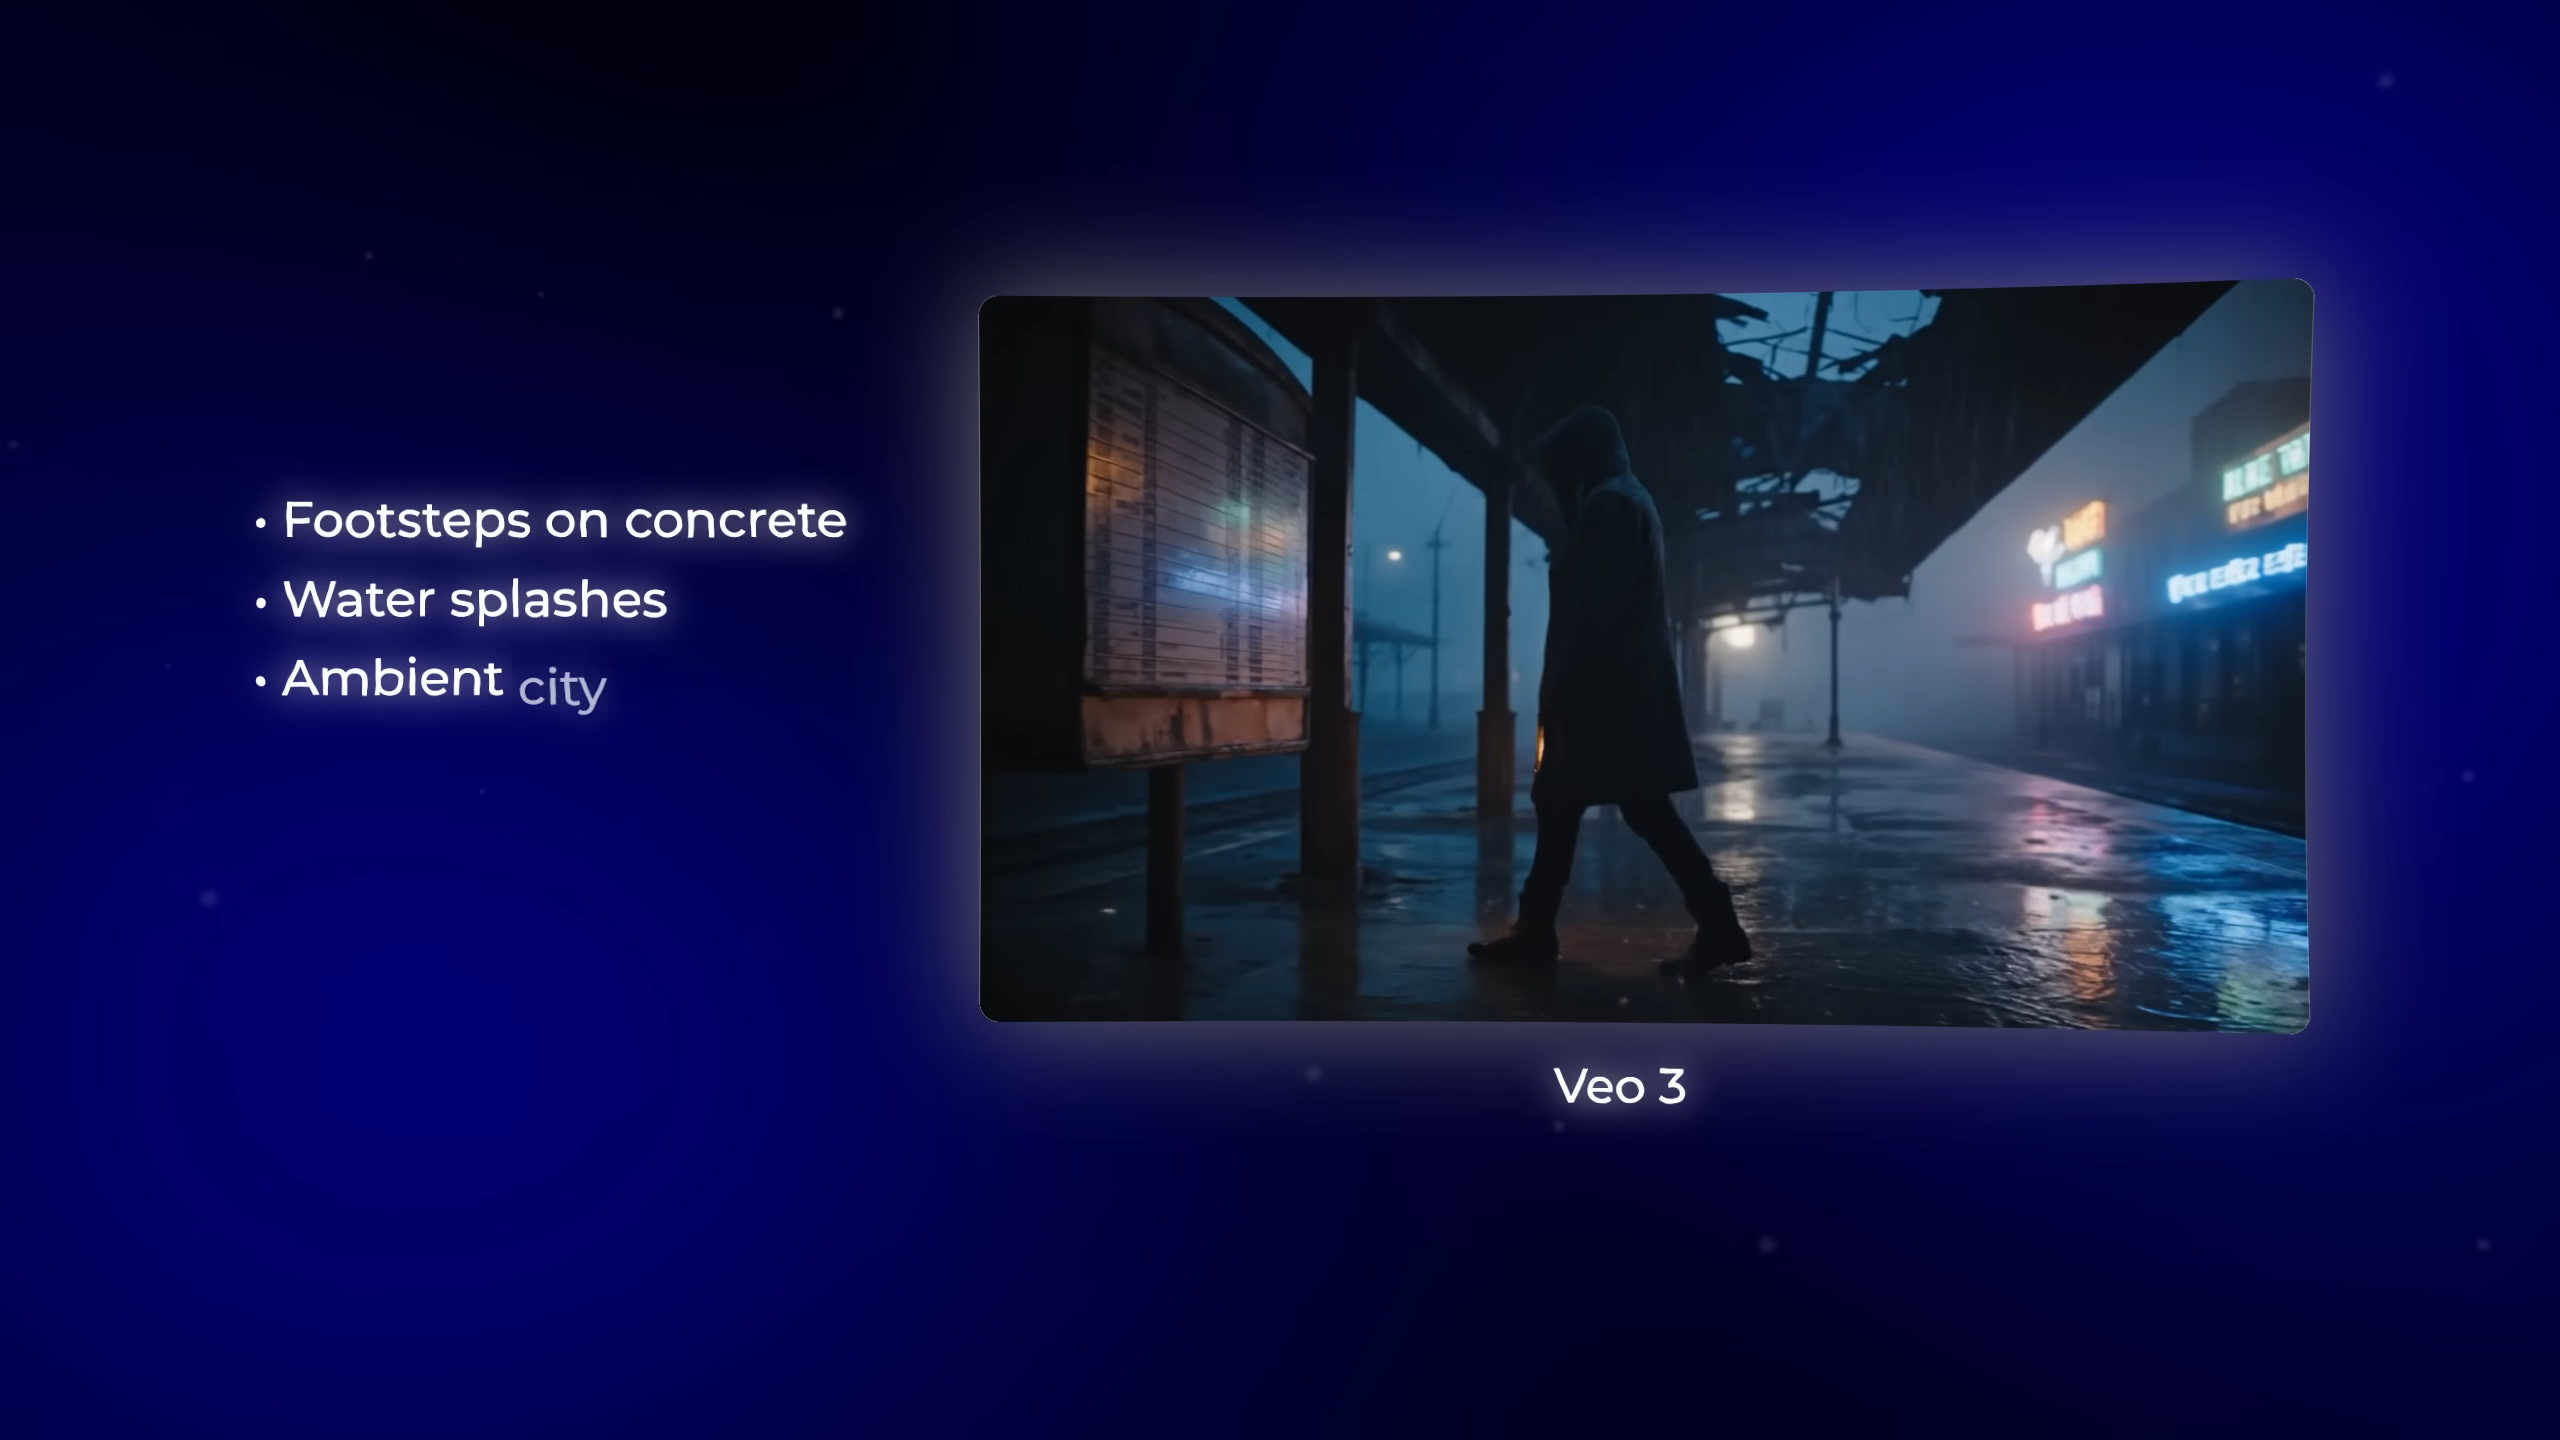 • Footsteps on concrete
• Water splashes
• Ambient city
Veo 3